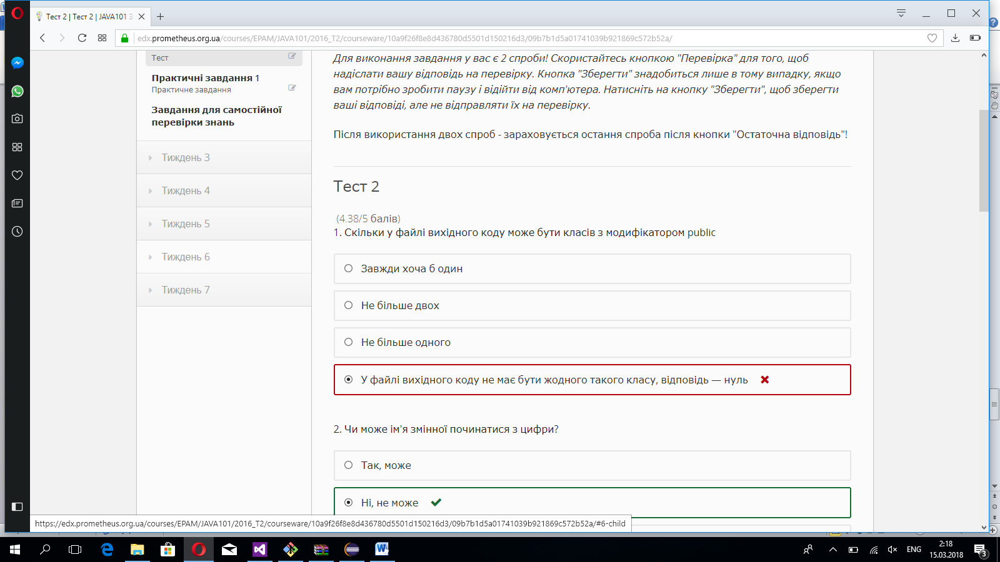 Тест 2 | Тест 2 | JAVA101 3
edx.prometheus.org.ua/courses/EPAM/JAVA101/2016_T2/courseware/10a9f26f8e8d436780d5501d150216d3/09b7b1d5a01741039b921869c572b52a/
Тест
Практичні завдання 1
Практичне завдання
Завдання для самостійної
перевірки знань
Тиждень 3
Тиждень 4
Тиждень 5
Тиждень 6
Тиждень 7
Для виконання завдання у вас є 2 спроби! Скористайтесь кнопкою "Перевірка" для того, щоб
надіслати вашу відповідь на перевірку. Кнопка "Зберегти" знадобиться лише в тому випадку, якщо
вам потрібно зробити паузу і відійти від комп'ютера. Натисніть на кнопку "Зберегти", щоб зберегти
ваші відповіді, але не відправляти їх на перевірку.
Після використання двох спроб - зараховується остання спроба після кнопки "Остаточна відповідь"!
Тест 2
(4.38/5 балів)
1. Скільки у файлі вихідного коду може бути класів з модифікатором public
Завжди хоча б один
Не більше двох
Не більше одного
У файлі вихідного коду не має бути жодного такого класу, відповідь — нуль
2. Чи може ім'я змінної починатися з цифри?
Так, може
Ні, не може
https://edx.prometheus.org.ua/courses/EPAM/JAVA101/2016_T2/courseware/10a9f26f8e8d436780d5501d150216d3/09b7b1d5a01741039b921869c572b52a/#6-child
ENG
2:18
15.03.2018
3